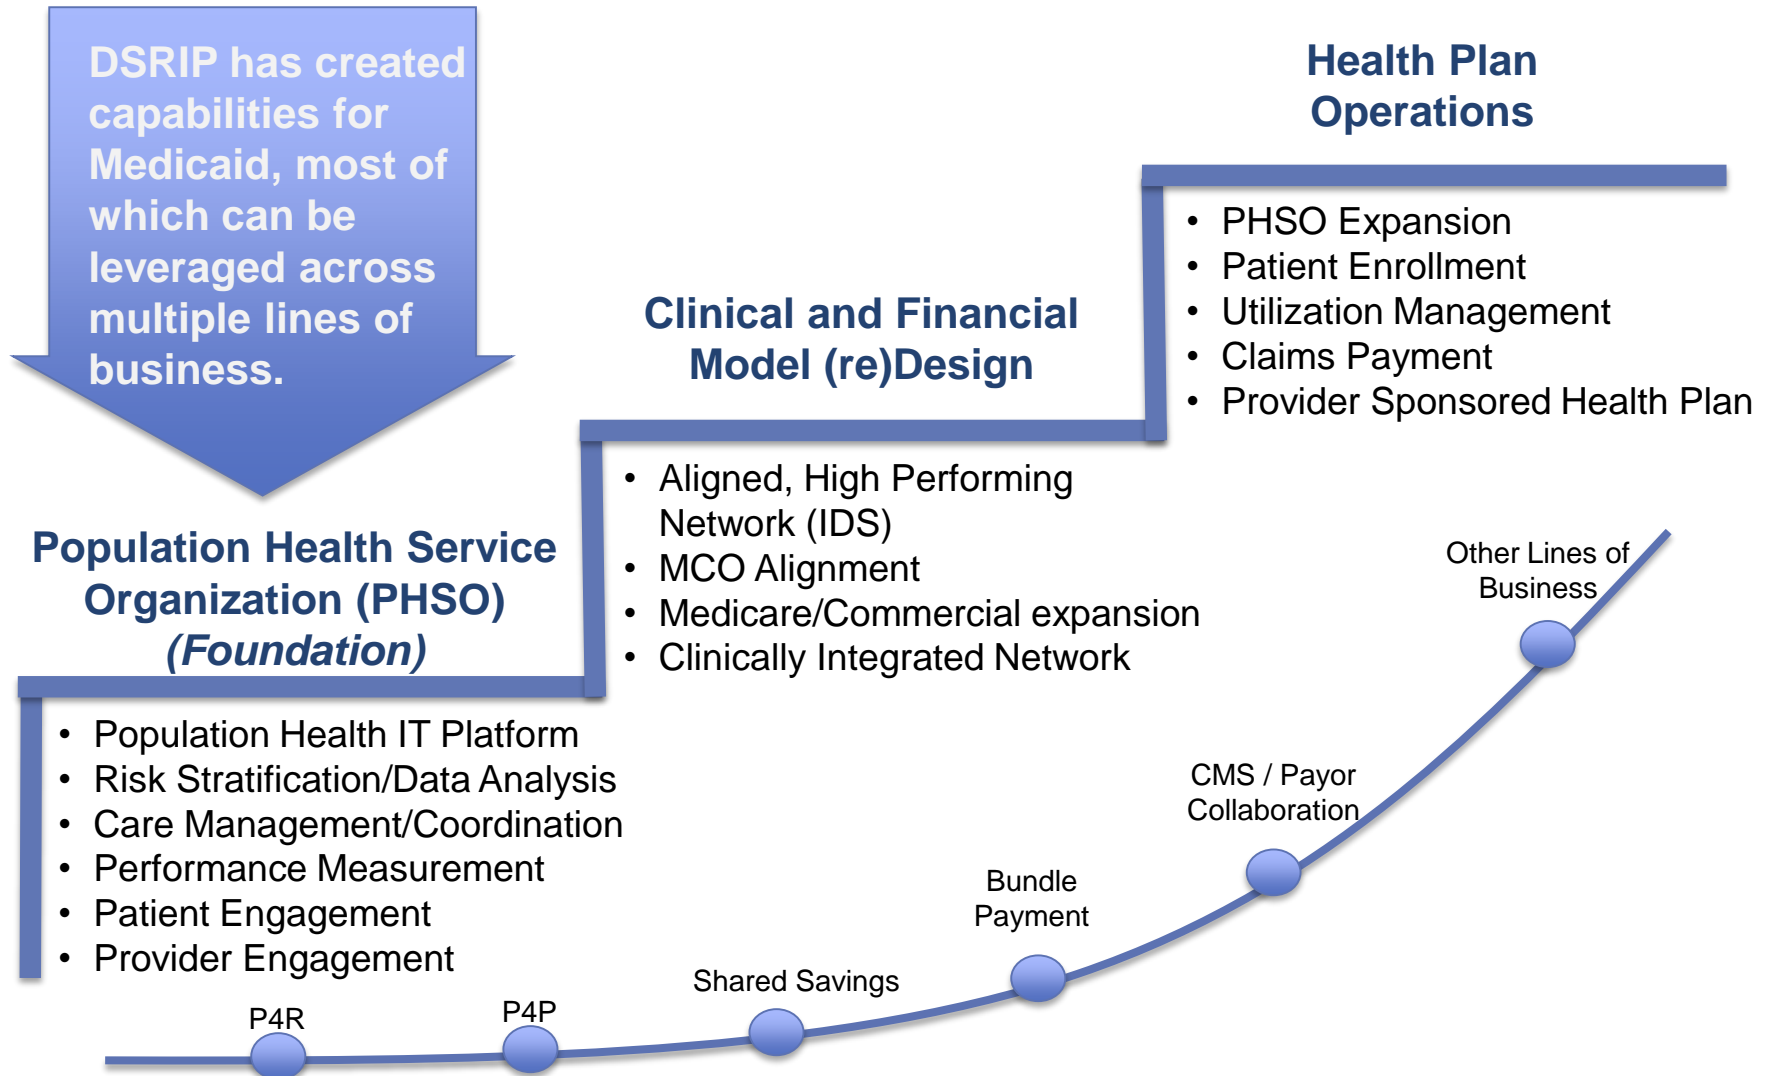 DSRIP has created
capabilities for
Medicaid, most of
which can be
leveraged across
multiple lines of
business.
Population Health Service
Organization (PHSO)
(Foundation)
• Population Health IT Platform
• Risk Stratification/Data Analysis
• Care Management/Coordination
• Performance Measurement
• Patient Engagement
• Provider Engagement
Clinical and Financial
Model (re)Design
• Aligned, High Performing
Network (IDS)
• MCO Alignment
• Medicare/Commercial expansion
• Clinically Integrated Network
Health Plan
Operations
• PHSO Expansion
• Patient Enrollment
• Utilization Management
• Claims Payment
• Provider Sponsored Health Plan
P4R
P4P
Shared Savings
Bundle
Payment
CMS / Payor
Collaboration
Other Lines of
Business